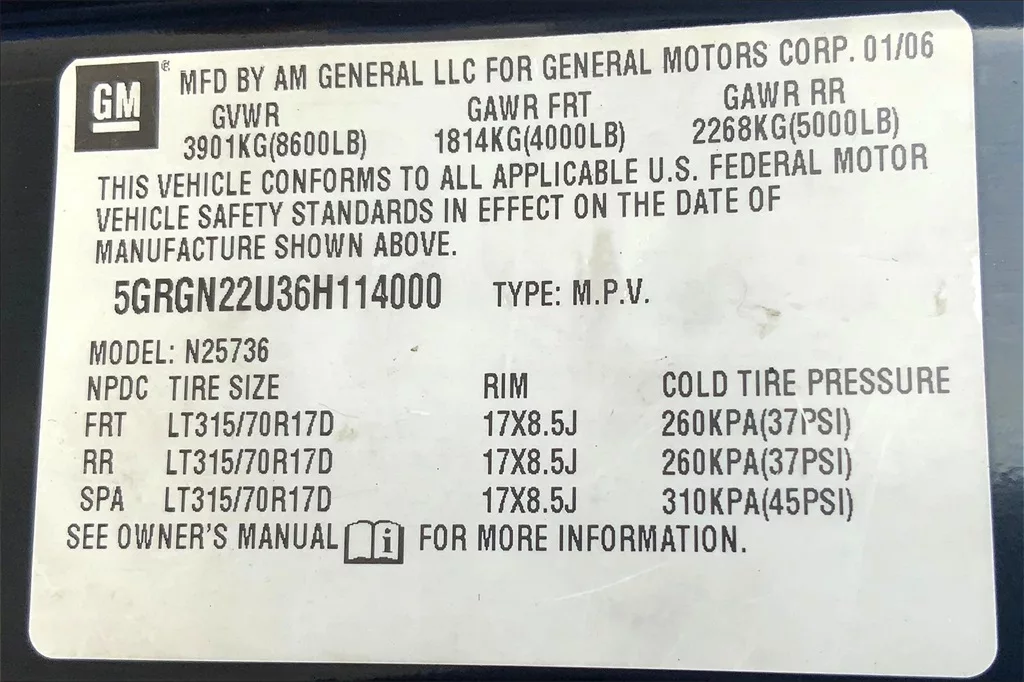 GM ® MFD BY AM GENERAL LLC FOR GENERAL MOTORS CORP. 01/06
GVWR GAWR FRT GAWR RR
3901KG(8600LB) 1814KG(4000LB) 2268KG(5000LB)
THIS VEHICLE CONFORMS TO ALL APPLICABLE U.S. FEDERAL MOTOR
VEHICLE SAFETY STANDARDS IN EFFECT ON THE DATE OF
MANUFACTURE SHOWN ABOVE.
5GRGN22U36H114000 TYPE: M.P.V.
MODEL: N25736
NPDC TIRE SIZE RIM COLD TIRE PRESSURE
FRT LT315/70R17D 17X8.5J 260KPA(37PSI)
RR LT315/70R17D 17X8.5J 260KPA(37PSI)
SPA LT315/70R17D 17X8.5J 310KPA(45PSI)
SEE OWNER'S MANUAL i FOR MORE INFORMATION.